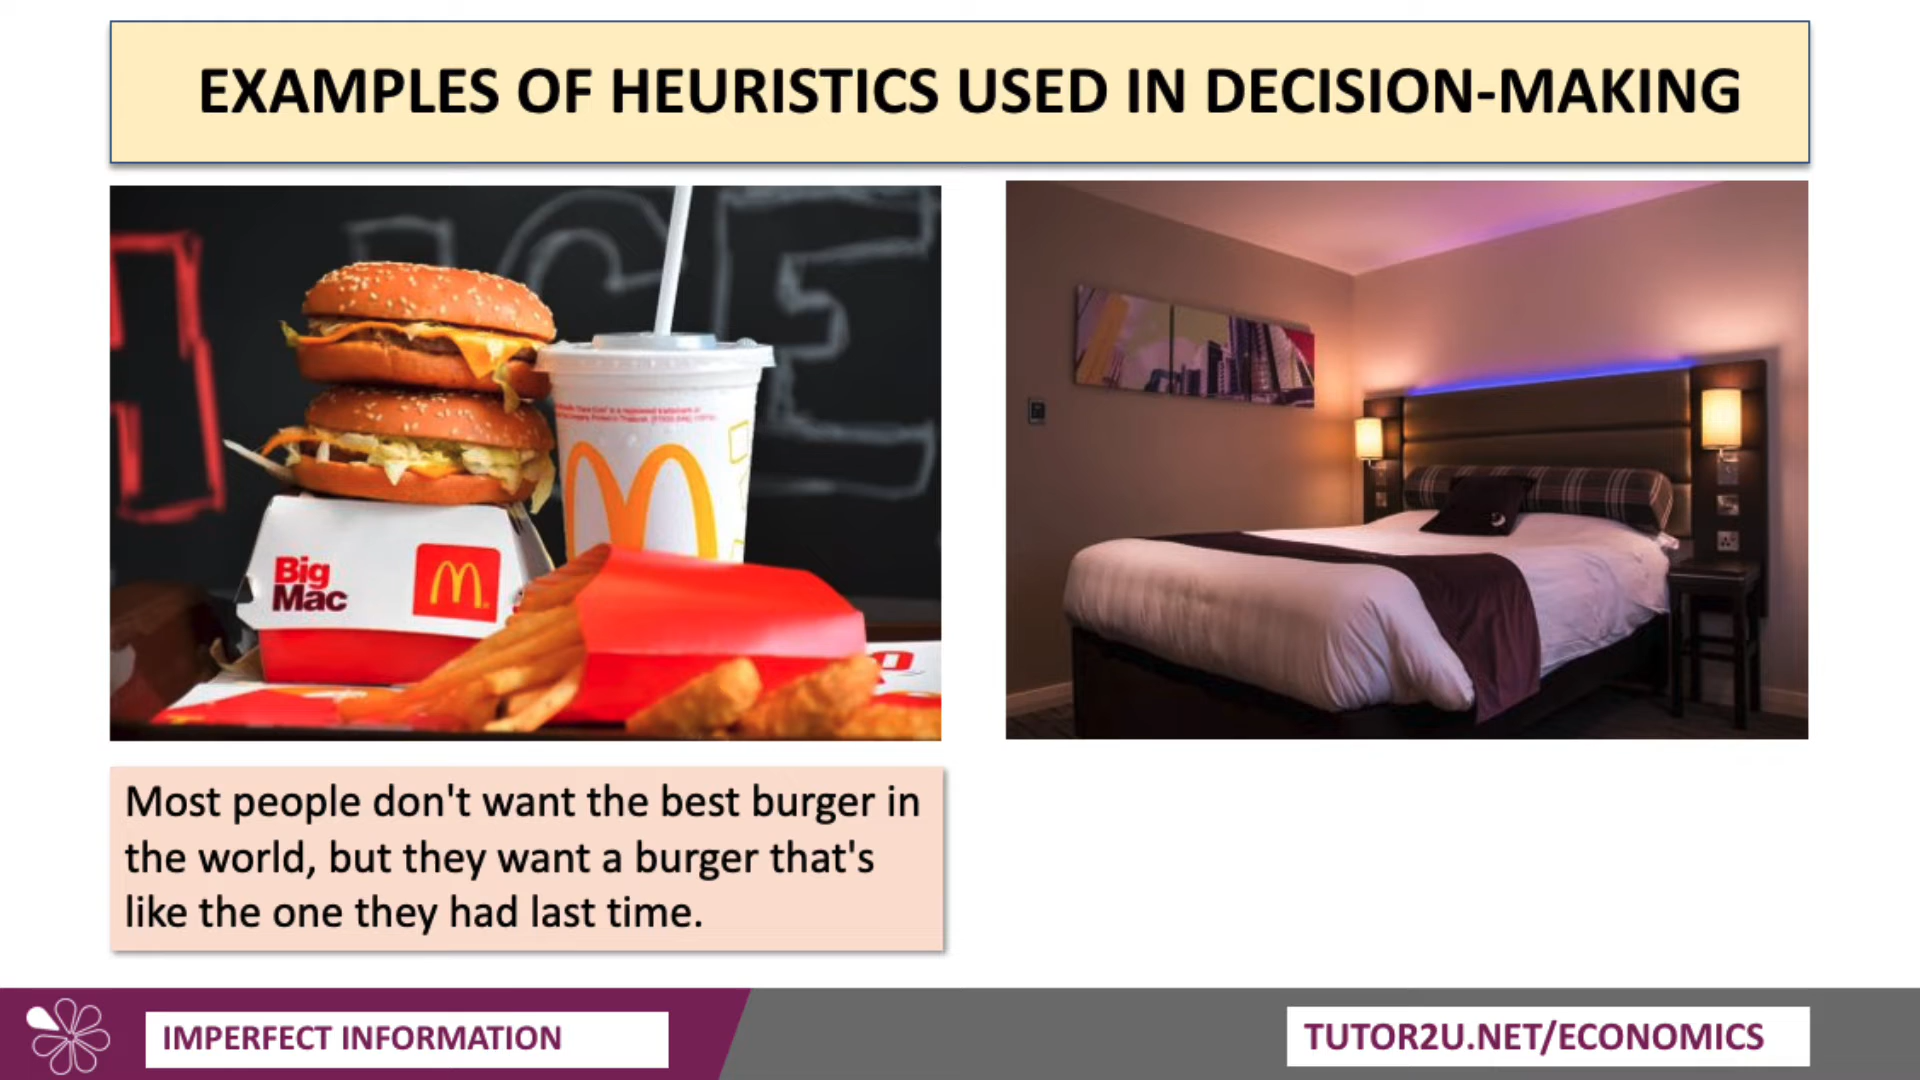 EXAMPLES OF HEURISTICS USED IN DECISION-MAKING
Big
Mac
Most people don't want the best burger in
the world, but they want a burger that's
like the one they had last time.
IMPERFECT INFORMATION
TUTOR2U.NET/ECONOMICS